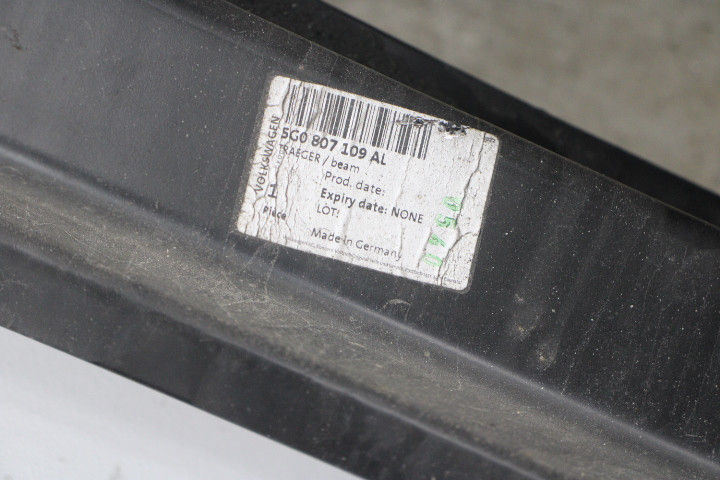 VOLKSWAGEN
5G0 807 109 AL
TRAEGER / beam
Prod. date:
1
Expiry date: NONE
Piece
LOT!
Made in Germany